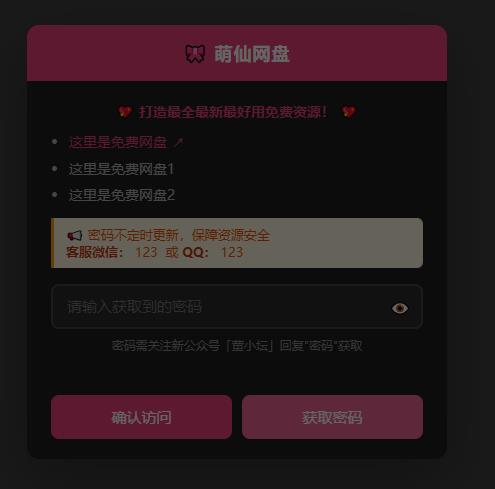 萌仙网盘
打造最全最新最好用免费资源！
这里是免费网盘 ↗
这里是免费网盘1
这里是免费网盘2
密码不定时更新，保障资源安全
客服微信： 123 或 QQ： 123
请输入获取到的密码
密码需关注新公众号「萤小坛」回复"密码"获取
确认访问 获取密码